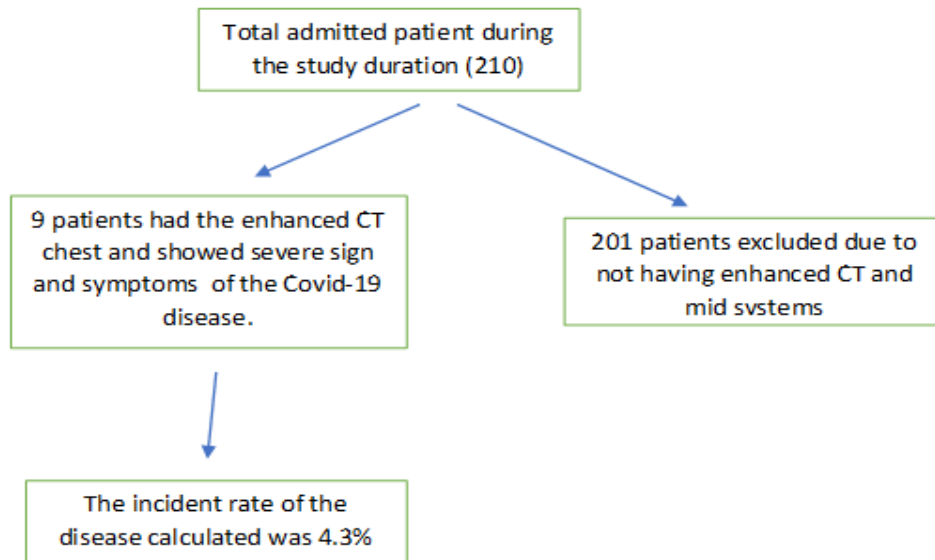 Total admitted patient during
the study duration (210)
9 patients had the enhanced CT
chest and showed severe sign
and symptoms of the Covid-19
disease.
201 patients excluded due to
not having enhanced CT and
mid systems
The incident rate of the
disease calculated was 4.3%